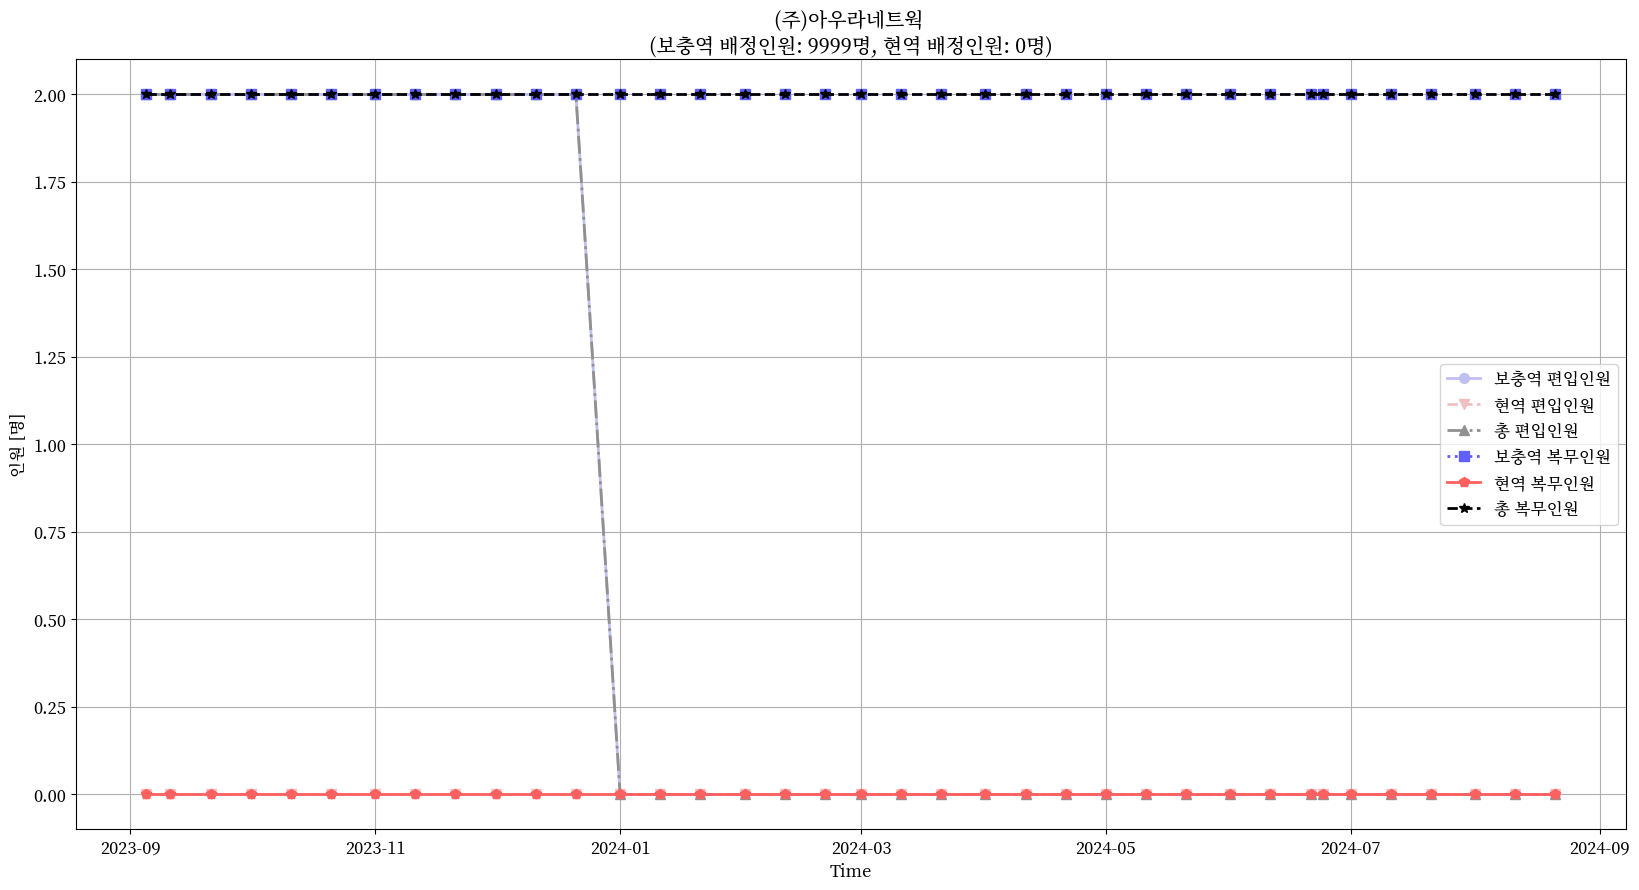 (주)아우라네트웍
(보충역 배정인원: 9999명, 현역 배정인원: 0명)
인원 [명]
2.00
1.75
1.50
1.25
1.00
0.75
0.50
0.25
0.00
보충역 편입인원
현역 편입인원
총 편입인원
보충역 복무인원
현역 복무인원
총 복무인원
2023-09
2023-11
2024-01
2024-03
2024-05
2024-07
2024-09
Time